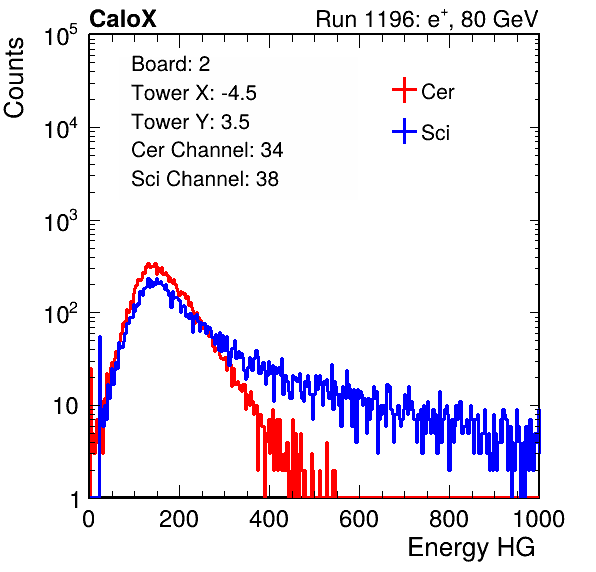 CaloX Run 1196: e⁺, 80 GeV
Counts
10⁵
10⁴
10³
10²
10
1
Board: 2
Tower X: -4.5
Tower Y: 3.5
Cer Channel: 34
Sci Channel: 38
Cer
Sci
0 200 400 600 800 1000
Energy HG